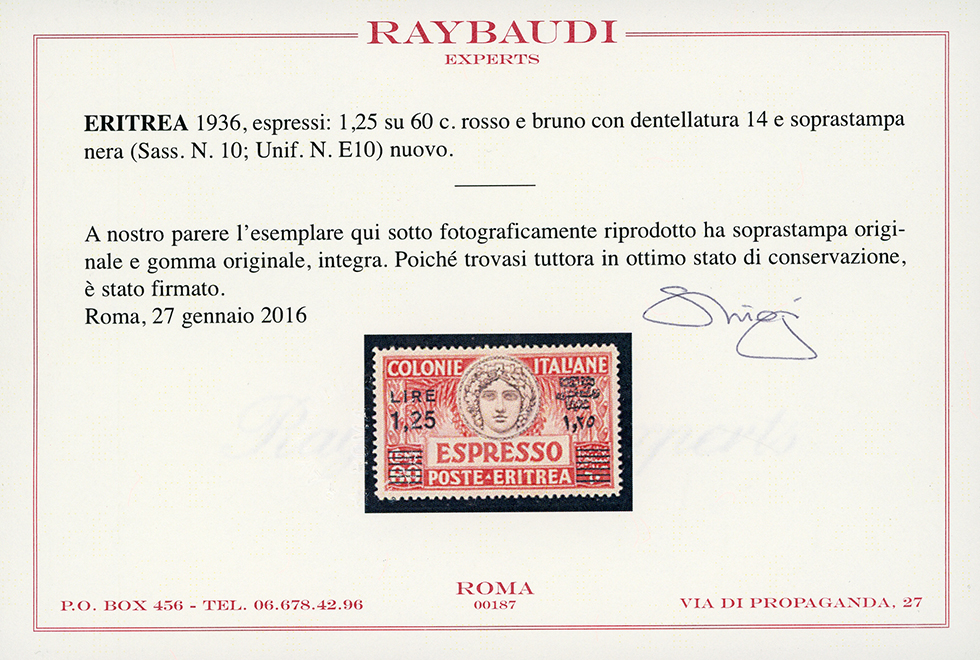 RAYBAUDI
EXPERTS
ERITREA 1936, espressi: 1,25 su 60 c. rosso e bruno con dentellatura 14 e soprastampa
nera (Sass. N. 10; Unif. N. E10) nuovo.
A nostro parere l’esemplare qui sotto fotograficamente riprodotto ha soprastampa origi-
nale e gomma originale, integra. Poiché trovasi tuttora in ottimo stato di conservazione,
è stato firmato.
Roma, 27 gennaio 2016
COLONIE ITALIANE
LIRE
1,25
١,٢٥
ESPRESSO
POSTE ERITREA
ROMA
00187
P.O. BOX 456 - TEL. 06.678.42.96
VIA DI PROPAGANDA, 27